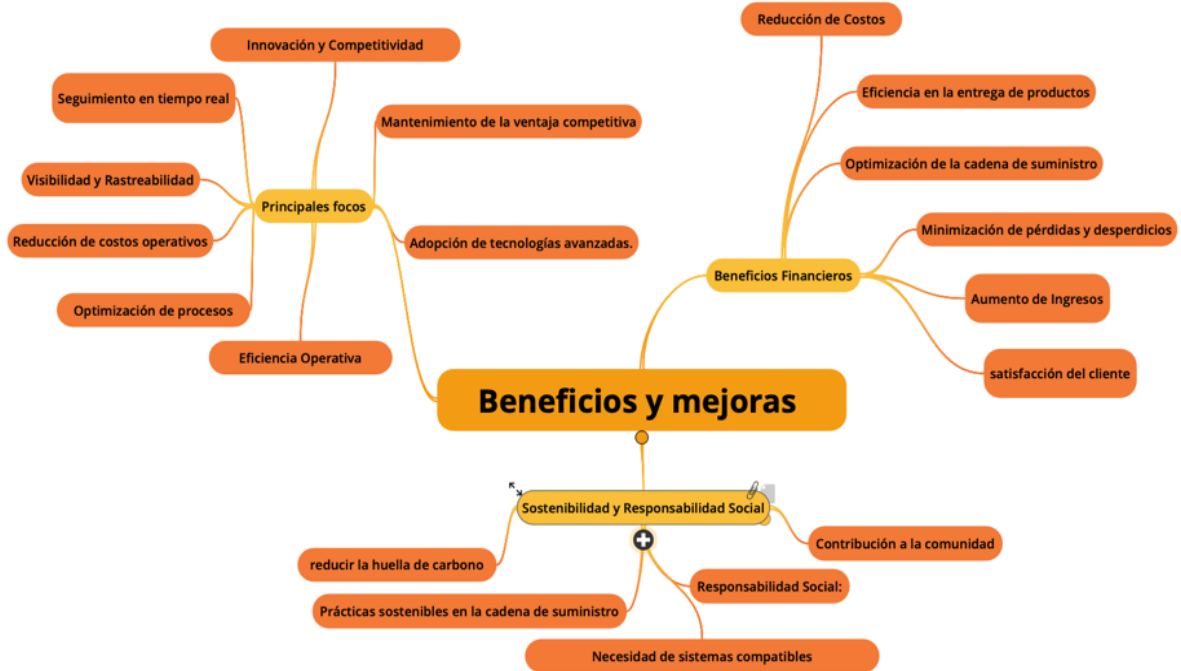 Beneficios y mejoras
Principales focos
Innovación y Competitividad
Seguimiento en tiempo real
Mantenimiento de la ventaja competitiva
Visibilidad y Rastreabilidad
Reducción de costos operativos
Adopción de tecnologías avanzadas.
Optimización de procesos
Eficiencia Operativa
Beneficios Financieros
Reducción de Costos
Eficiencia en la entrega de productos
Optimización de la cadena de suministro
Minimización de pérdidas y desperdicios
Aumento de Ingresos
satisfacción del cliente
Sostenibilidad y Responsabilidad Social
Contribución a la comunidad
reducir la huella de carbono
Responsabilidad Social:
Prácticas sostenibles en la cadena de suministro
Necesidad de sistemas compatibles